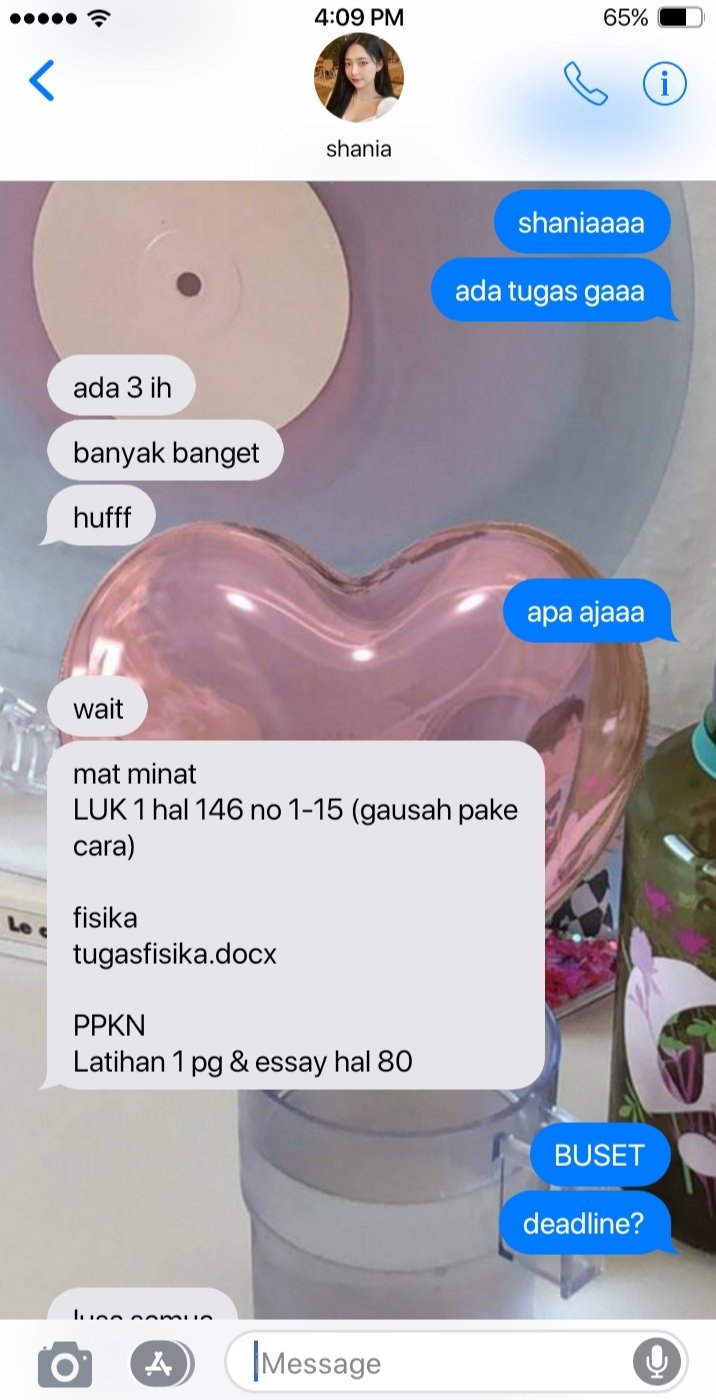 4:09 PM
65%
shania
shaniaaaa
ada tugas gaaa
ada 3 ih
banyak banget
hufff
apa ajaaa
wait
mat minat
LUK 1 hal 146 no 1-15 (gausah pake
cara)
fisika
tugasfisika.docx
PPKN
Latihan 1 pg & essay hal 80
Le
BUSET
deadline?
lusa semua
Message